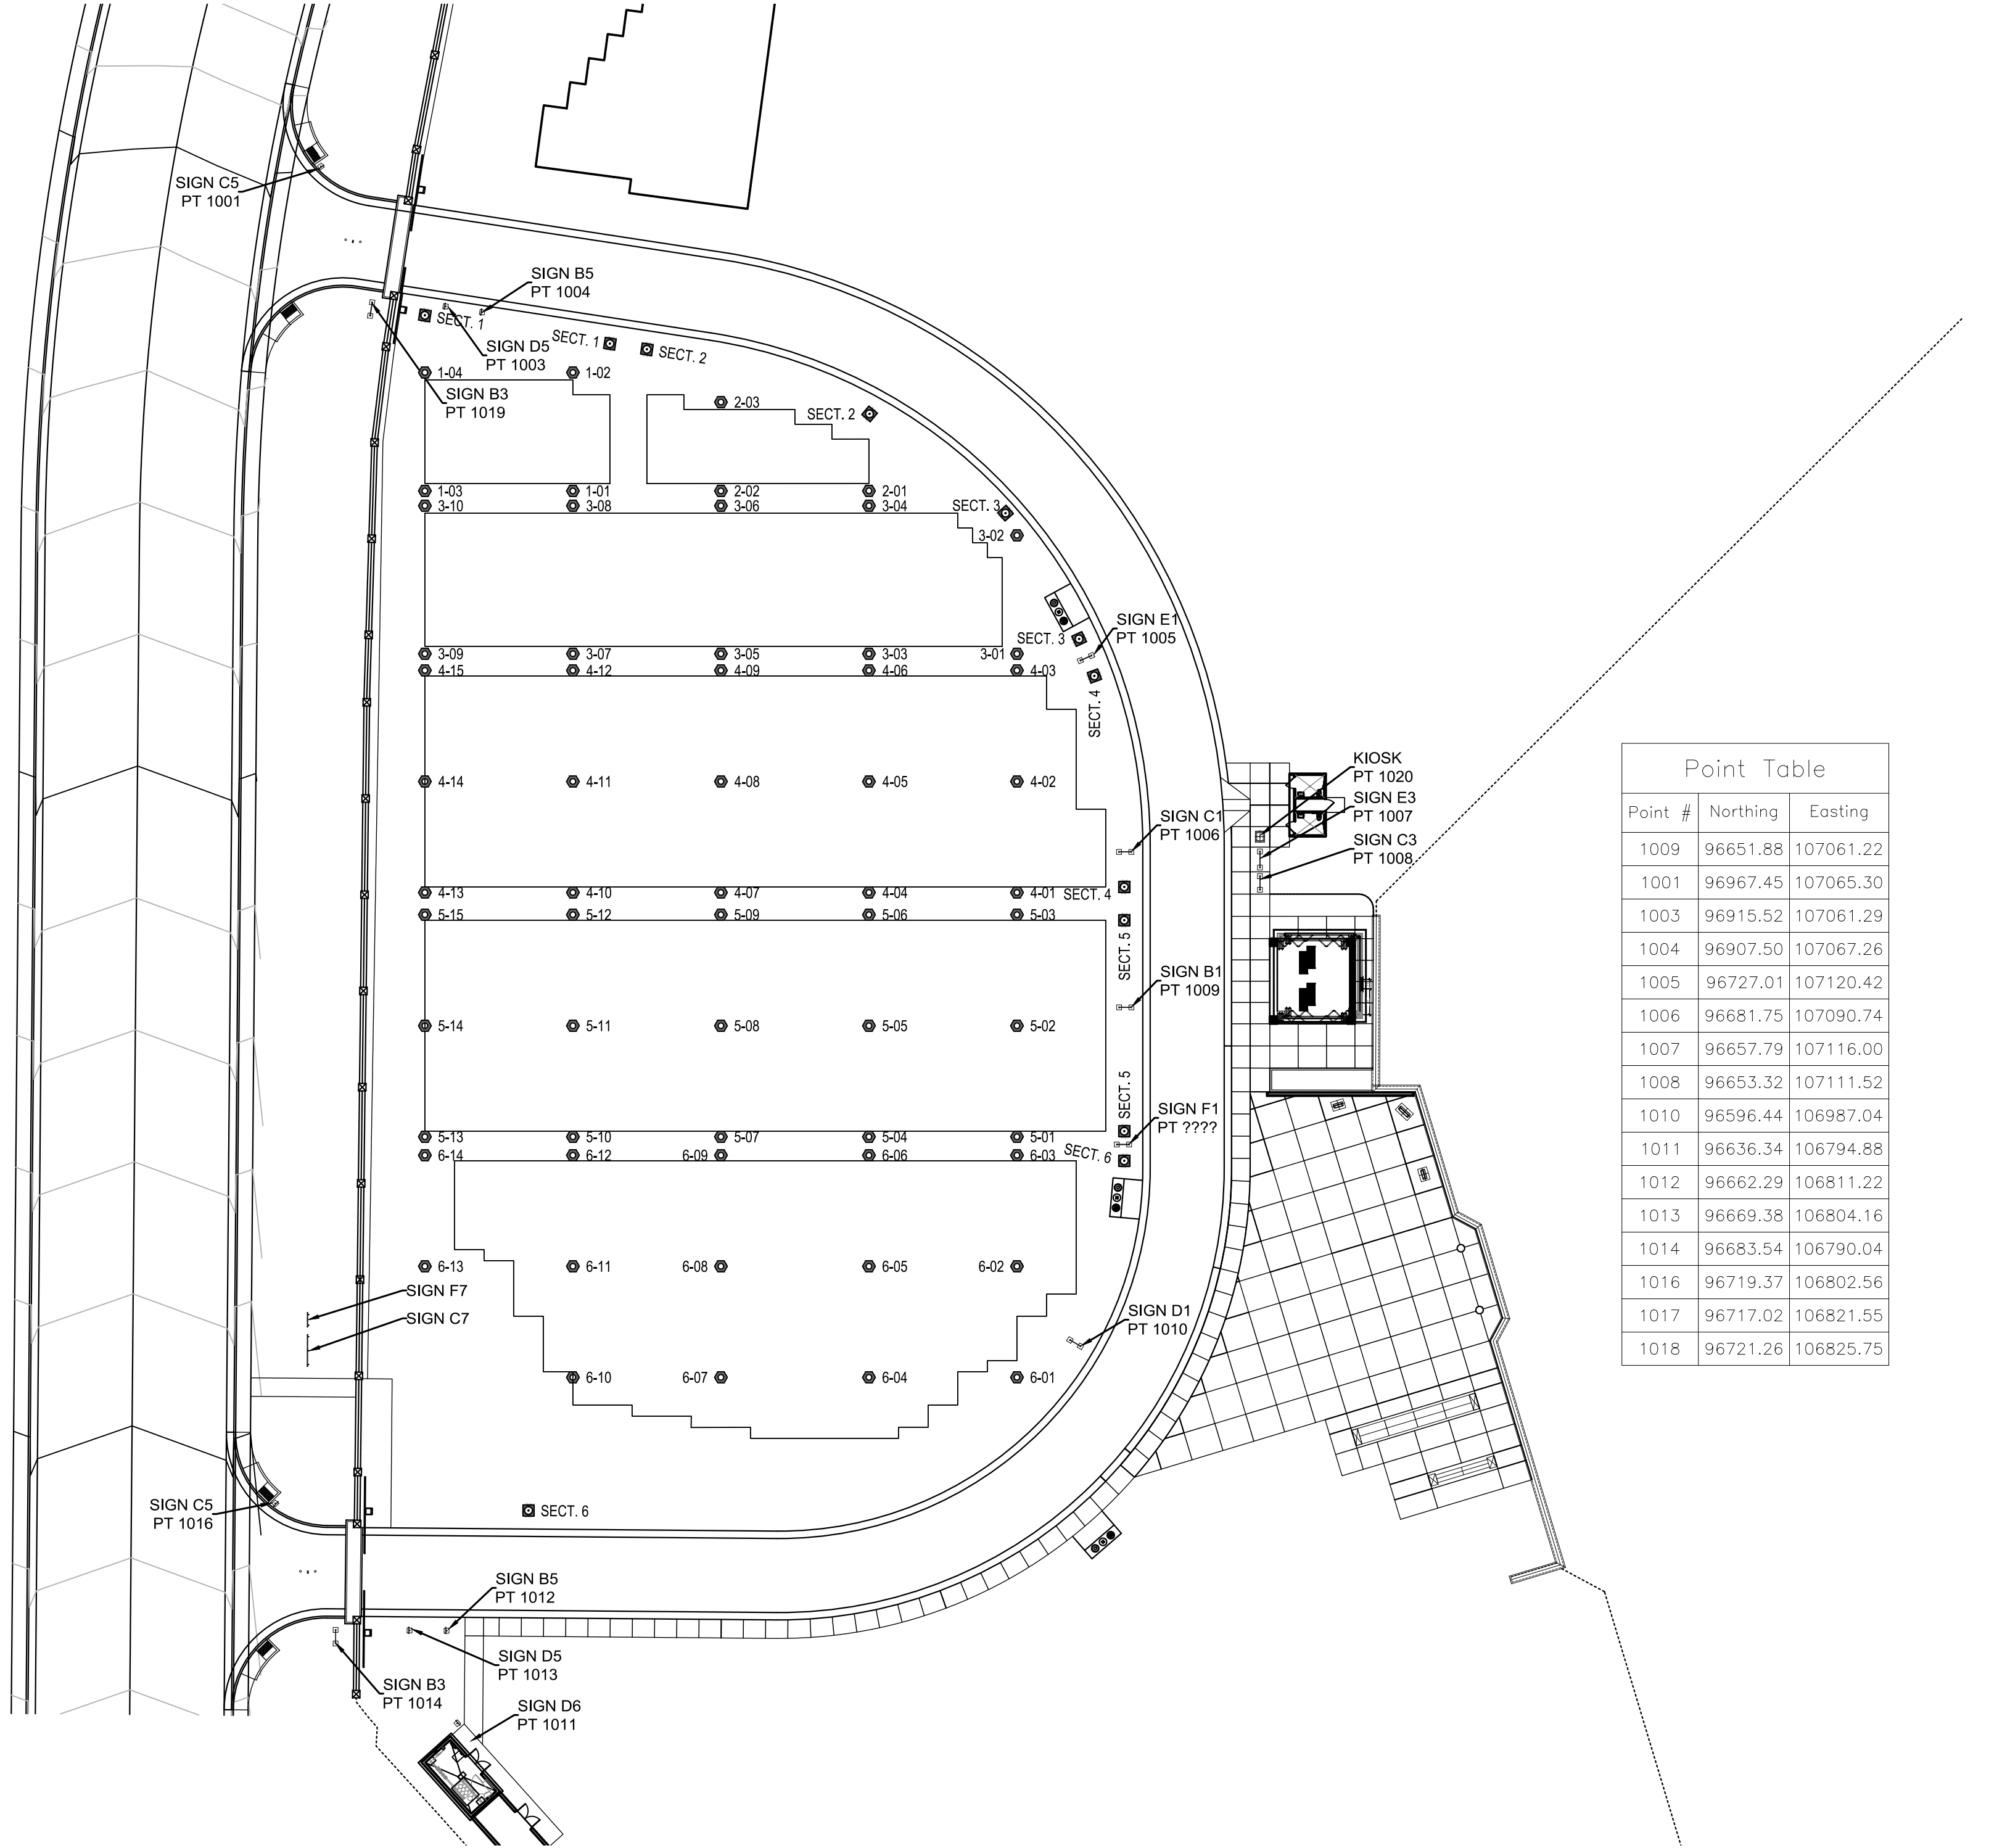 SIGN C5
PT 1001
SIGN B5
PT 1004
SECT. 1
SECT. 1
SECT. 2
SIGN D5
PT 1003
1-04
1-02
SIGN B3
PT 1019
2-03
SECT. 2
1-03
1-01
2-02
2-01
3-10
3-08
3-06
3-04
SECT. 3
3-02
SIGN E1
PT 1005
SECT. 3
3-09
3-07
3-05
3-03
3-01
4-15
4-12
4-09
4-06
4-03
SECT. 4
4-14
4-11
4-08
4-05
4-02
KIOSK
PT 1020
SIGN E3
PT 1007
SIGN C1
PT 1006
SIGN C3
PT 1008
4-13
4-10
4-07
4-04
4-01
SECT. 4
5-15
5-12
5-09
5-06
5-03
SECT. 5
SIGN B1
PT 1009
5-14
5-11
5-08
5-05
5-02
SECT. 5
SIGN F1
PT ????
5-13
5-10
5-07
5-04
5-01
6-14
6-12
6-09
6-06
6-03
SECT. 6
6-13
6-11
6-08
6-05
6-02
SIGN F7
SIGN C7
SIGN D1
PT 1010
6-10
6-07
6-04
6-01
SIGN C5
PT 1016
SECT. 6
SIGN B5
PT 1012
SIGN D5
PT 1013
SIGN B3
PT 1014
SIGN D6
PT 1011
Point Table
Point # Northing Easting
1009 96651.88 107061.22
1001 96967.45 107065.30
1003 96915.52 107061.29
1004 96907.50 107067.26
1005 96727.01 107120.42
1006 96681.75 107090.74
1007 96657.79 107116.00
1008 96653.32 107111.52
1010 96596.44 106987.04
1011 96636.34 106794.88
1012 96662.29 106811.22
1013 96669.38 106804.16
1014 96683.54 106790.04
1016 96719.37 106802.56
1017 96717.02 106821.55
1018 96721.26 106825.75